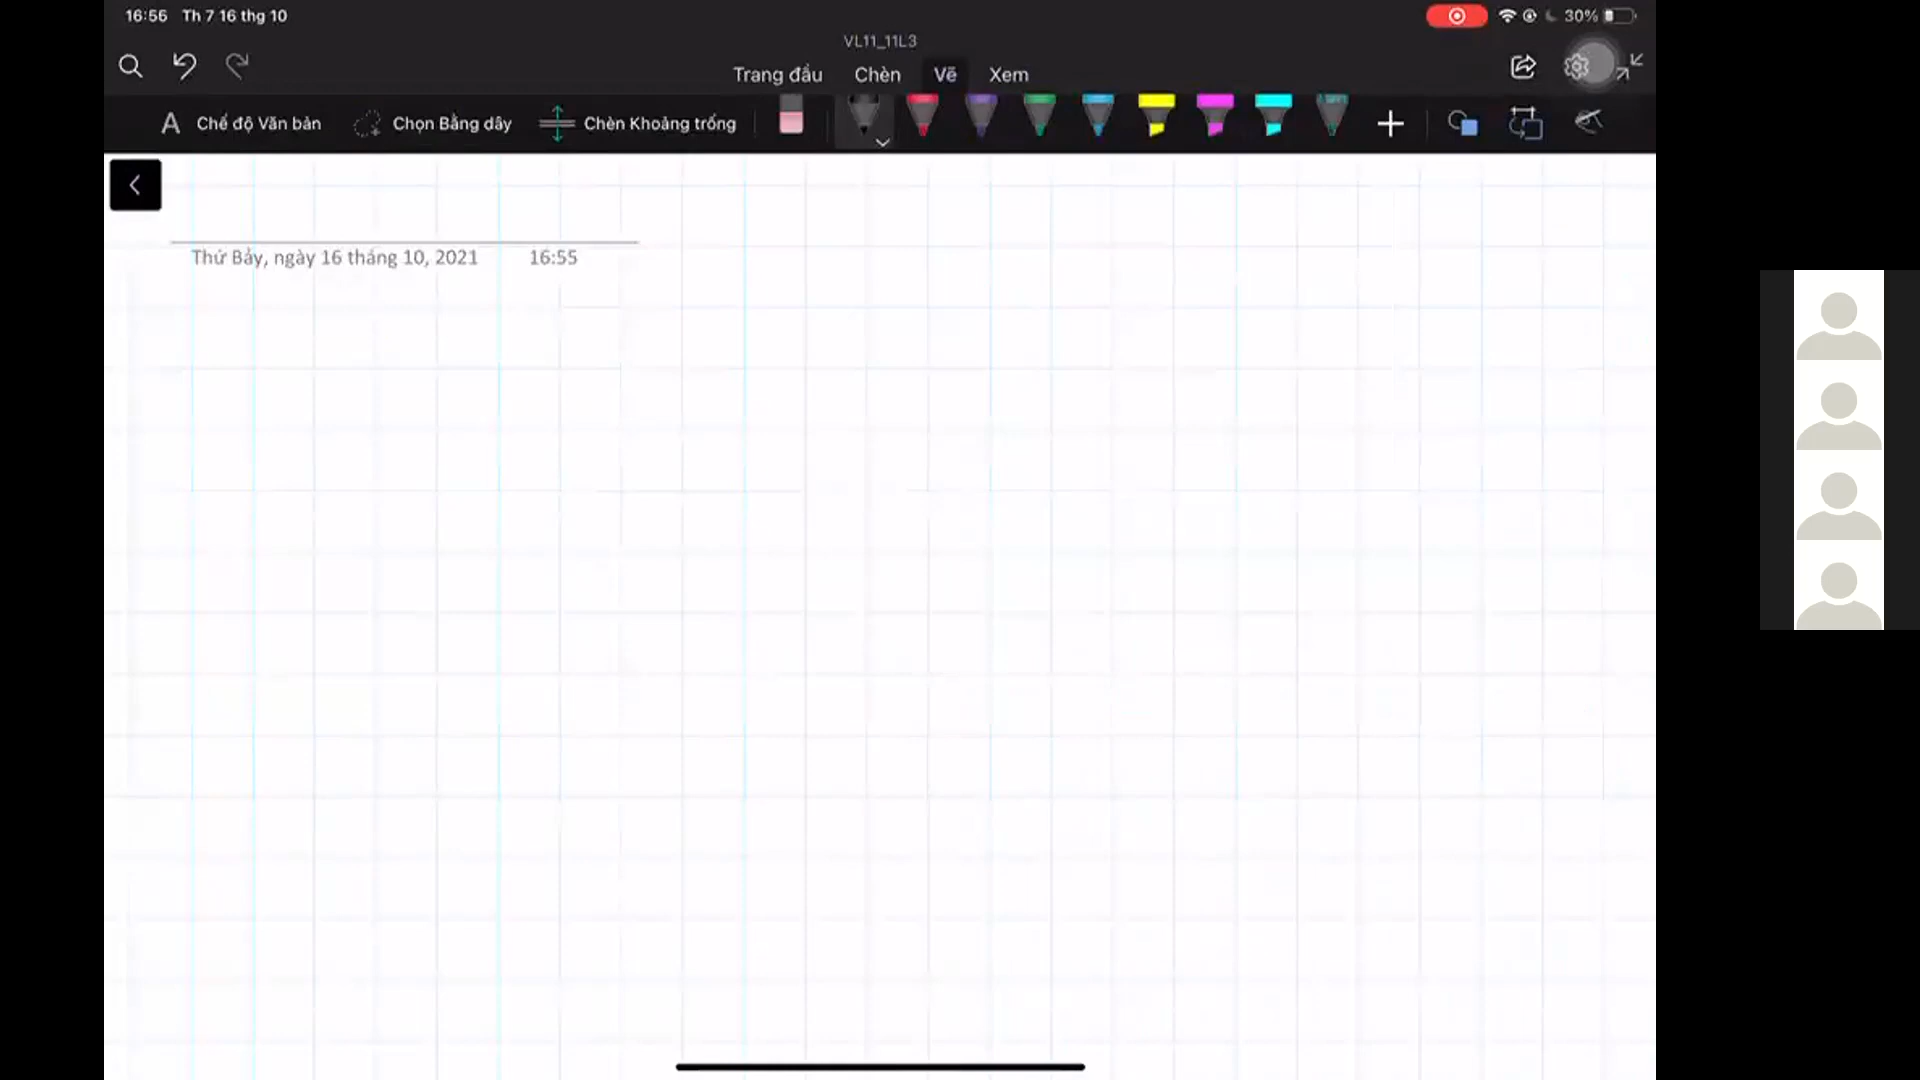 16:56 Th 7 16 thg 10 30%
VL11_11L3
Trang đầu Chèn Vẽ Xem
A Chế độ Văn bản Chọn Bằng dây Chèn Khoảng trống
Thứ Bảy, ngày 16 tháng 10, 2021 16:55